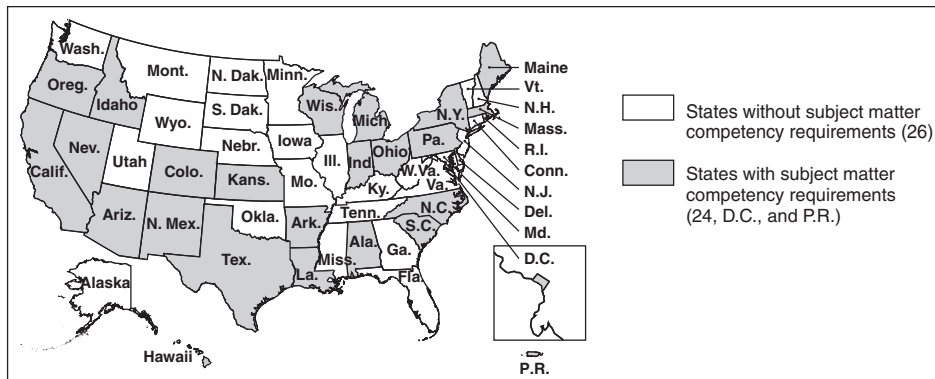 Wash.
Mont.
N. Dak.
Minn.
Maine
Vt.
Oreg.
Idaho
S. Dak.
Wis.
Mich.
N.Y.
N.H.
Mass.
Wyo.
R.I.
Nebr.
Iowa
Pa.
Conn.
Nev.
Utah
Ill.
Ind.
Ohio
N.J.
Calif.
Colo.
Kans.
Mo.
W.Va.
Va.
Del.
Ky.
Md.
Ariz.
N. Mex.
Okla.
Ark.
Tenn.
N.C.
S.C.
D.C.
Tex.
La.
Miss.
Ala.
Ga.
Fla.
Alaska
Hawaii
P.R.
States without subject matter
competency requirements (26)
States with subject matter
competency requirements
(24, D.C., and P.R.)